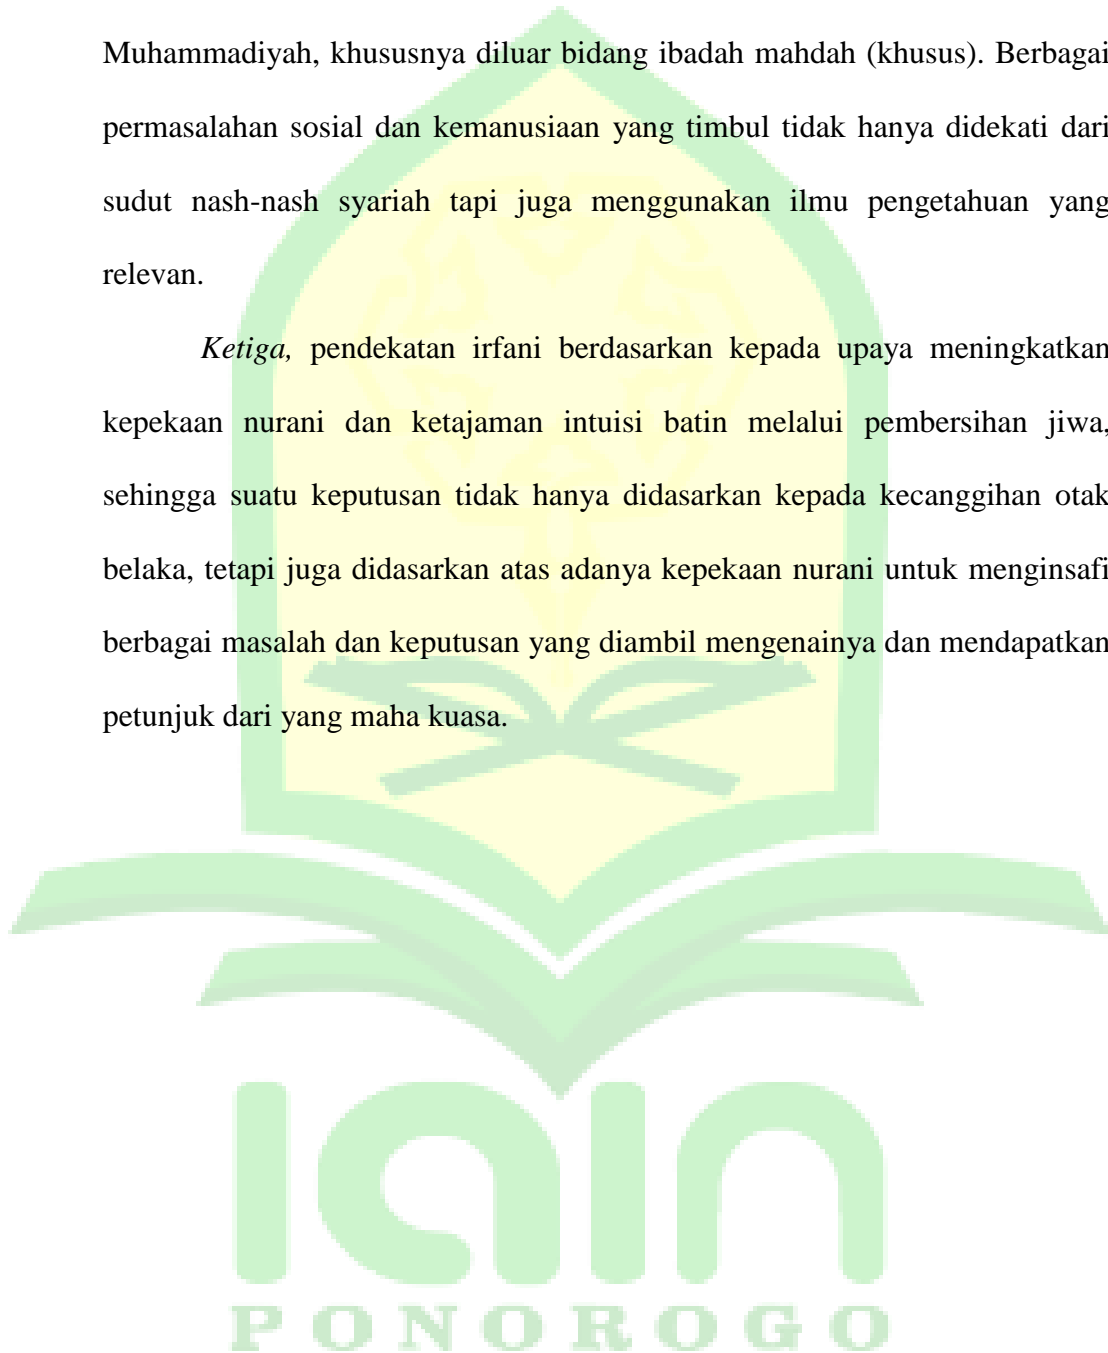 Muhammadiyah, khususnya diluar bidang ibadah mahdah (khusus). Berbagai
permasalahan sosial dan kemanusiaan yang timbul tidak hanya didekati dari
sudut nash-nash syariah tapi juga menggunakan ilmu pengetahuan yang
relevan.
Ketiga, pendekatan irfani berdasarkan kepada upaya meningkatkan
kepekaan nurani dan ketajaman intuisi batin melalui pembersihan jiwa,
sehingga suatu keputusan tidak hanya didasarkan kepada kecanggihan otak
belaka, tetapi juga didasarkan atas adanya kepekaan nurani untuk menginsafi
berbagai masalah dan keputusan yang diambil mengenainya dan mendapatkan
petunjuk dari yang maha kuasa.
iain
PONOROGO